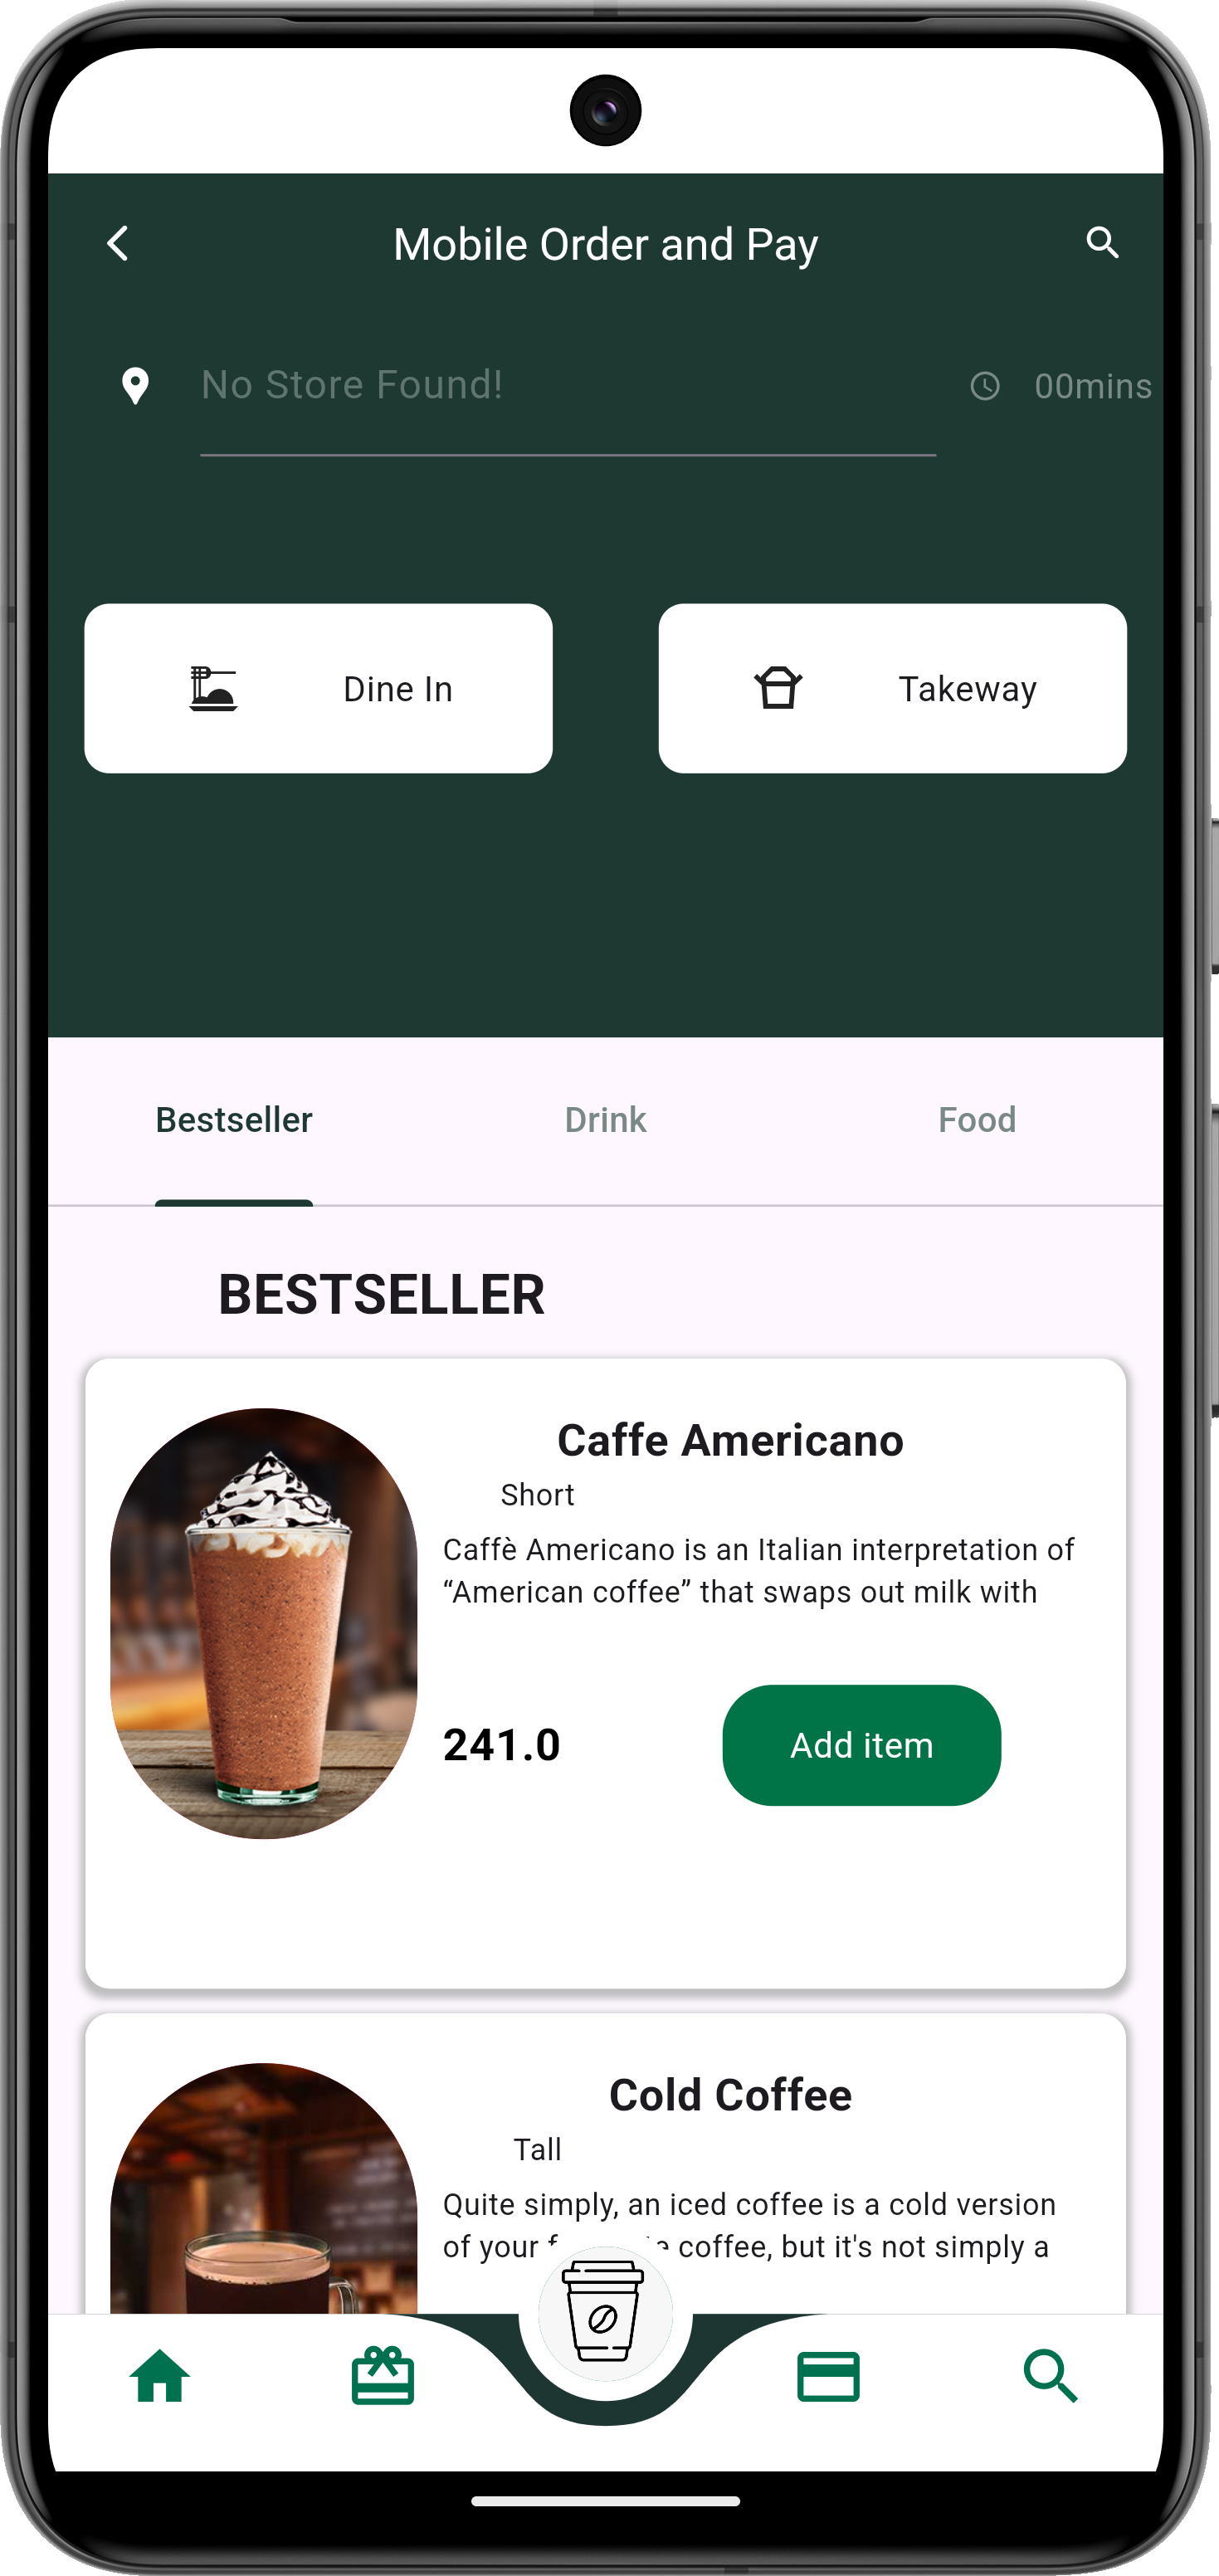 Mobile Order and Pay
No Store Found!
00mins
Dine In
Takeway
Bestseller
Drink
Food
BESTSELLER
Caffe Americano
Short
Caffè Americano is an Italian interpretation of
“American coffee” that swaps out milk with
241.0
Add item
Cold Coffee
Tall
Quite simply, an iced coffee is a cold version
of your coffee, but it's not simply a